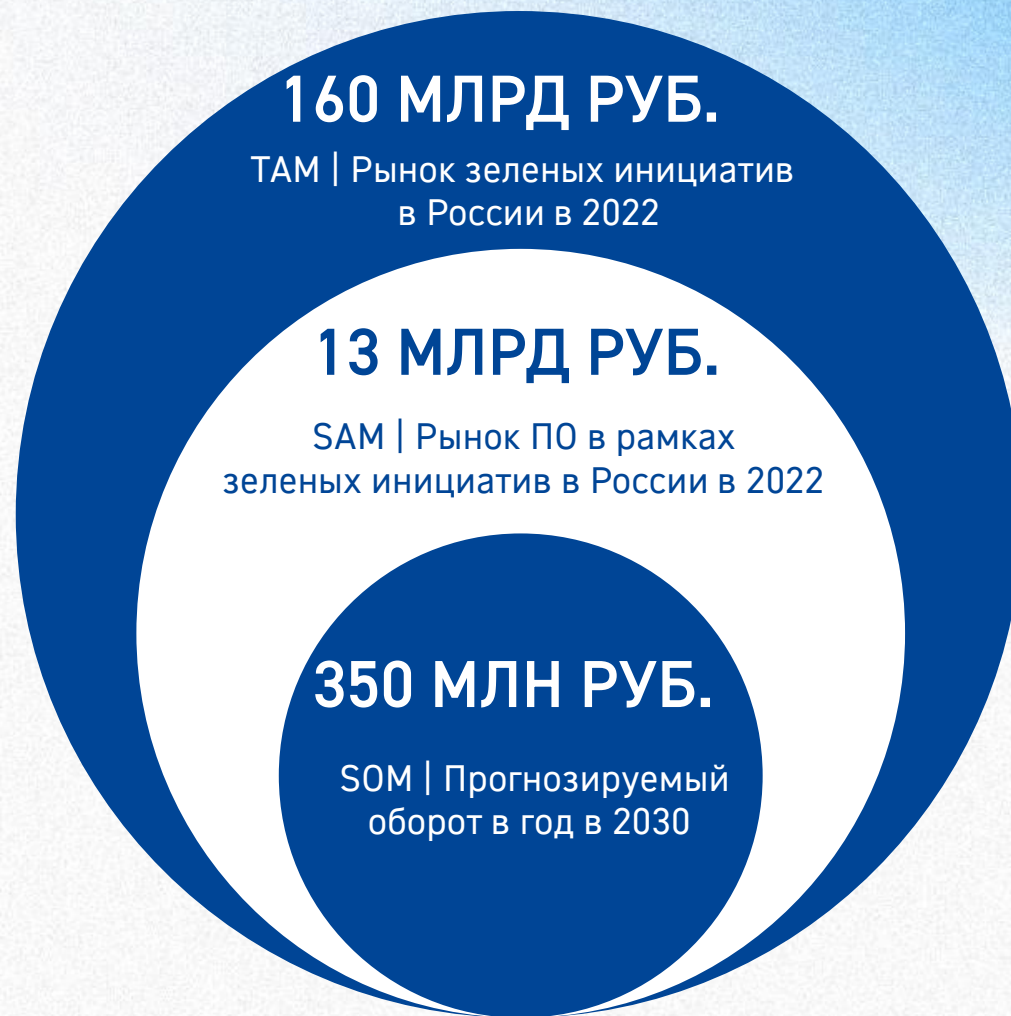 160 МЛРД РУБ.
TAM | Рынок зеленых инициатив
в России в 2022
13 МЛРД РУБ.
SAM | Рынок ПО в рамках
зеленых инициатив в России в 2022
350 МЛН РУБ.
SOM | Прогнозируемый
оборот в год в 2030